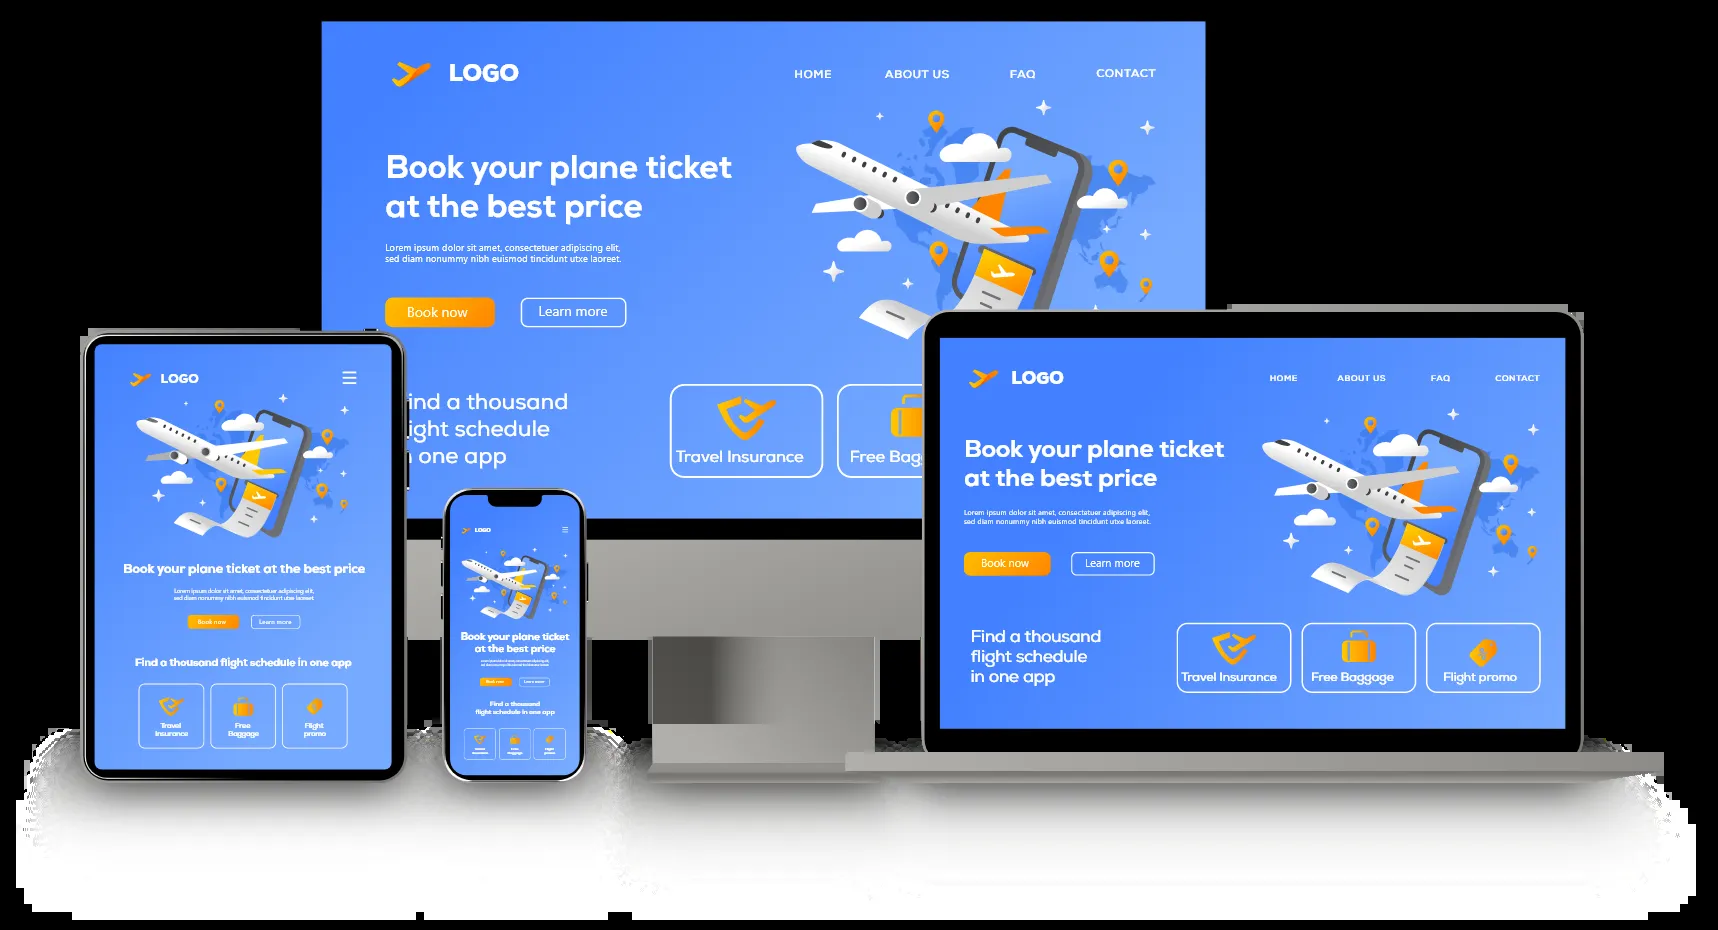 LOGO
HOME ABOUT US FAQ CONTACT
Book your plane ticket
at the best price
Lorem ipsum dolor sit amet, consectetuer adipiscing elit,
sed diam nonummy nibh euismod tincidunt utxe laoreet.
Book now Learn more
ind a thousand
ight schedule
one app
Travel Insurance
Free Bagg
LOGO
Book your plane ticket at the best price
Lorem ipsum dolor sit amet, consectetuer adipiscing elit,
sed diam nonummy nibh euismod tincidunt utxe laoreet.
Book now Learn more
Find a thousand flight schedule in one app
Travel
Insurance
Free
Baggage
Flight
promo
LOGO
Book your plane ticket
at the best price
Book now Learn more
Find a thousand
flight schedule in one app
LOGO
HOME ABOUT US FAQ CONTACT
Book your plane ticket
at the best price
Lorem ipsum dolor sit amet, consectetuer adipiscing elit,
sed diam nonummy nibh euismod tincidunt utxe laoreet.
Book now Learn more
Find a thousand
flight schedule
in one app
Travel Insurance
Free Baggage
Flight promo